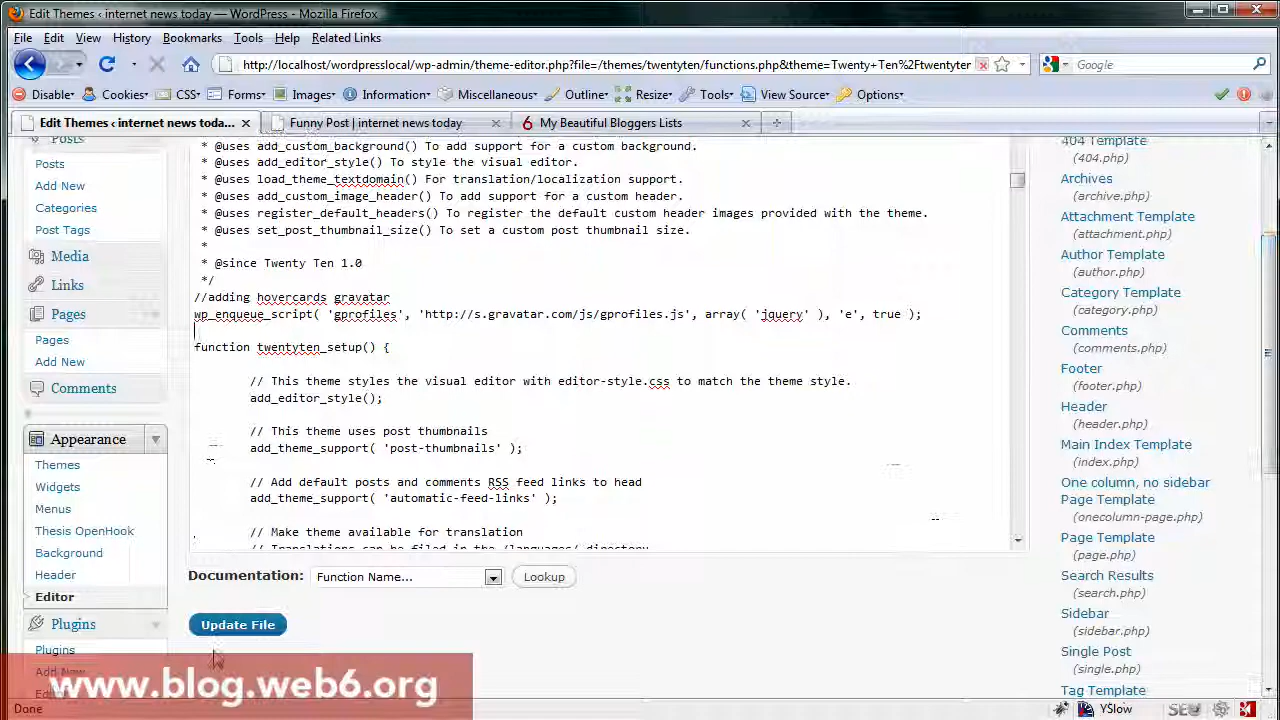 Edit Themes ‹ internet news today — WordPress - Mozilla Firefox
File Edit View History Bookmarks Tools Help Related Links
http://localhost/wordpresslocal/wp-admin/theme-editor.php?file=/themes/twentyten/functions.php&theme=Twenty+Ten%2Ftwentyter
Google
Disable Cookies CSS Forms Images Information Miscellaneous Outline Resize Tools View Source Options
Edit Themes ‹ internet news toda... Funny Post | internet news today My Beautiful Bloggers Lists
Posts
Posts
Add New
Categories
Post Tags
Media
Links
Pages
Pages
Add New
Comments
Appearance
Themes
Widgets
Menus
Thesis OpenHook
Background
Header
Editor
Plugins
Plugins
Add New
* @uses add_custom_background() To add support for a custom background.
* @uses add_editor_style() To style the visual editor.
* @uses load_theme_textdomain() For translation/localization support.
* @uses add_custom_image_header() To add support for a custom header.
* @uses register_default_headers() To register the default custom header images provided with the theme.
* @uses set_post_thumbnail_size() To set a custom post thumbnail size.
*
* @since Twenty Ten 1.0
*/
//adding hovercards gravatar
wp_enqueue_script( 'gprofiles', 'http://s.gravatar.com/js/gprofiles.js', array( 'jquery' ), 'e', true );
function twentyten_setup() {
// This theme styles the visual editor with editor-style.css to match the theme style.
add_editor_style();
// This theme uses post thumbnails
add_theme_support( 'post-thumbnails' );
// Add default posts and comments RSS feed links to head
add_theme_support( 'automatic-feed-links' );
// Make theme available for translation
// Translations can be filed in the /languages/ directory
Documentation: Function Name... Lookup
Update File
404 Template
(404.php)
Archives
(archive.php)
Attachment Template
(attachment.php)
Author Template
(author.php)
Category Template
(category.php)
Comments
(comments.php)
Footer
(footer.php)
Header
(header.php)
Main Index Template
(index.php)
One column, no sidebar
Page Template
(onecolumn-page.php)
Page Template
(page.php)
Search Results
(search.php)
Sidebar
(sidebar.php)
Single Post
(single.php)
Tag Template
www.blog.web6.org
Done
YSlow